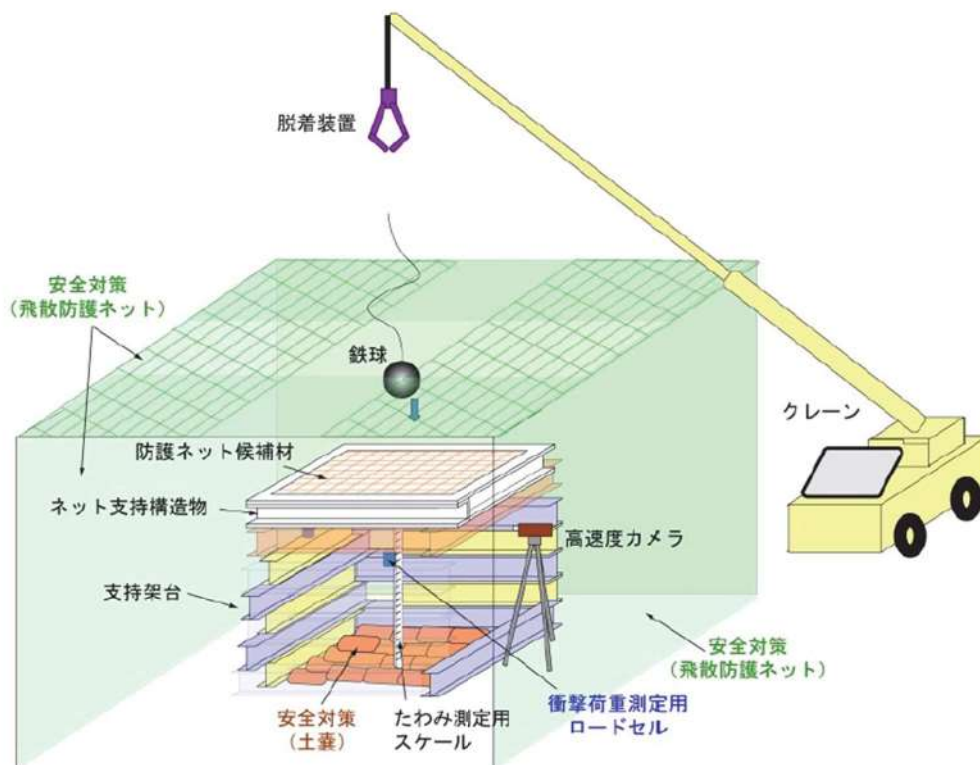 脱着装置
安全対策
（飛散防護ネット）
鉄球
クレーン
防護ネット候補材
ネット支持構造物
高速度カメラ
支持架台
安全対策
（飛散防護ネット）
安全対策
（土嚢）
たわみ測定用
スケール
衝撃荷重測定用
ロードセル